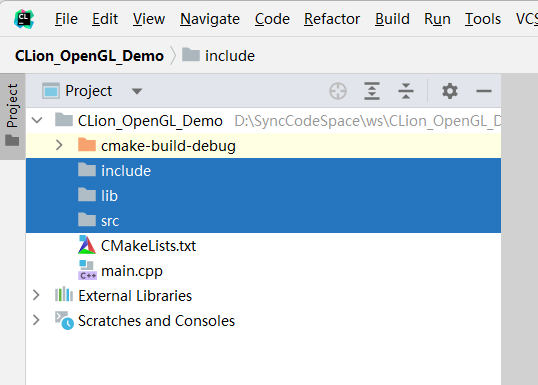 CL
File Edit View Navigate Code Refactor Build Run Tools VCS
CLion_OpenGL_Demo include
Project
Project
CLion_OpenGL_Demo D:\SyncCodeSpace\ws\CLion_OpenGL_D
cmake-build-debug
include
lib
src
CMakeLists.txt
C++ main.cpp
External Libraries
Scratches and Consoles